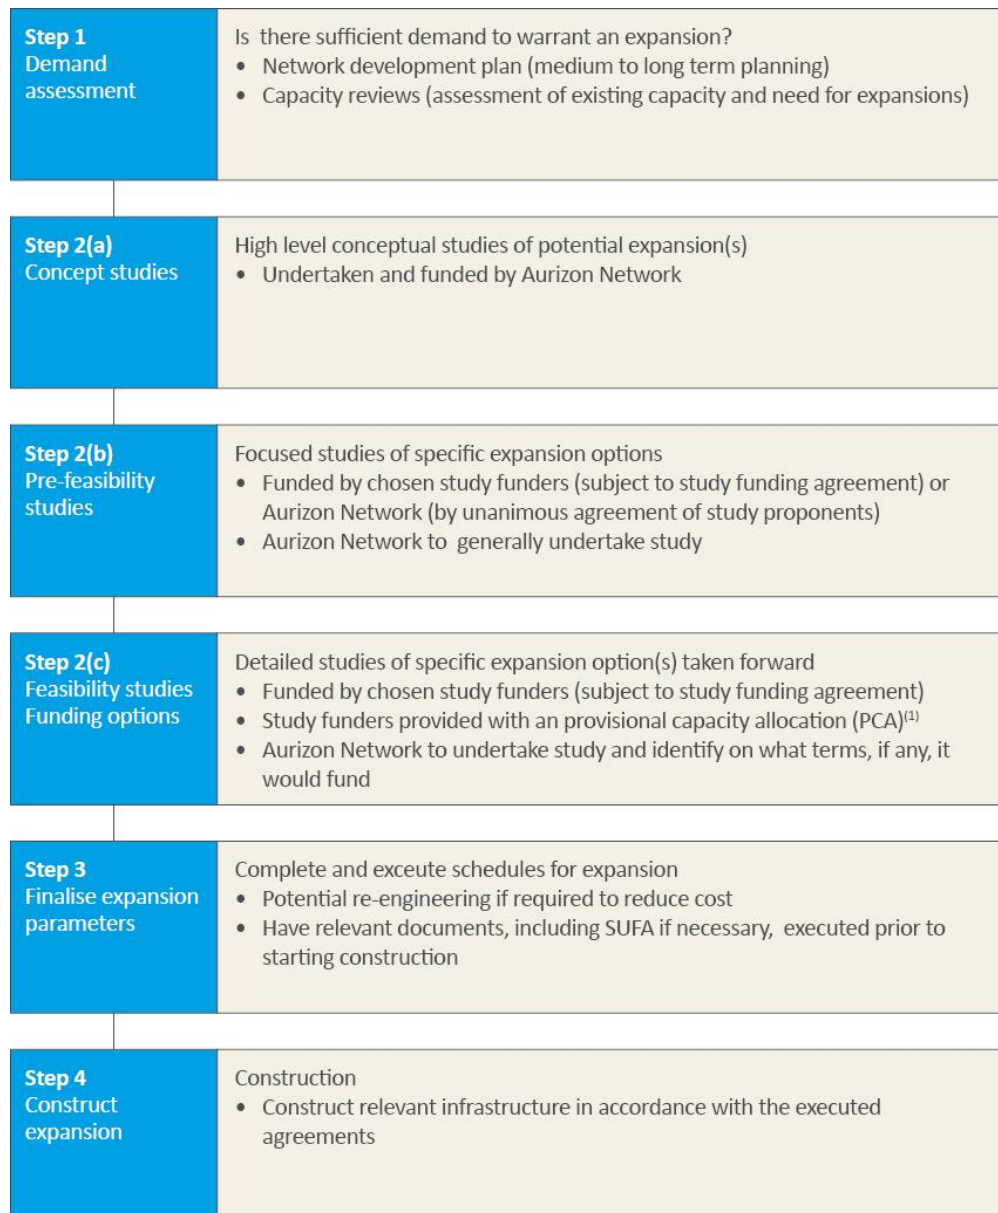 Step 1
Demand
assessment
Is there sufficient demand to warrant an expansion?
• Network development plan (medium to long term planning)
• Capacity reviews (assessment of existing capacity and need for expansions)
Step 2(a)
Concept studies
High level conceptual studies of potential expansion(s)
• Undertaken and funded by Aurizon Network
Step 2(b)
Pre-feasibility
studies
Focused studies of specific expansion options
• Funded by chosen study funders (subject to study funding agreement) or
Aurizon Network (by unanimous agreement of study proponents)
• Aurizon Network to generally undertake study
Step 2(c)
Feasibility studies
Funding options
Detailed studies of specific expansion option(s) taken forward
• Funded by chosen study funders (subject to study funding agreement)
• Study funders provided with an provisional capacity allocation (PCA)(1)
• Aurizon Network to undertake study and identify on what terms, if any, it
would fund
Step 3
Finalise expansion
parameters
Complete and exceute schedules for expansion
• Potential re-engineering if required to reduce cost
• Have relevant documents, including SUFA if necessary, executed prior to
starting construction
Step 4
Construct
expansion
Construction
• Construct relevant infrastructure in accordance with the executed
agreements